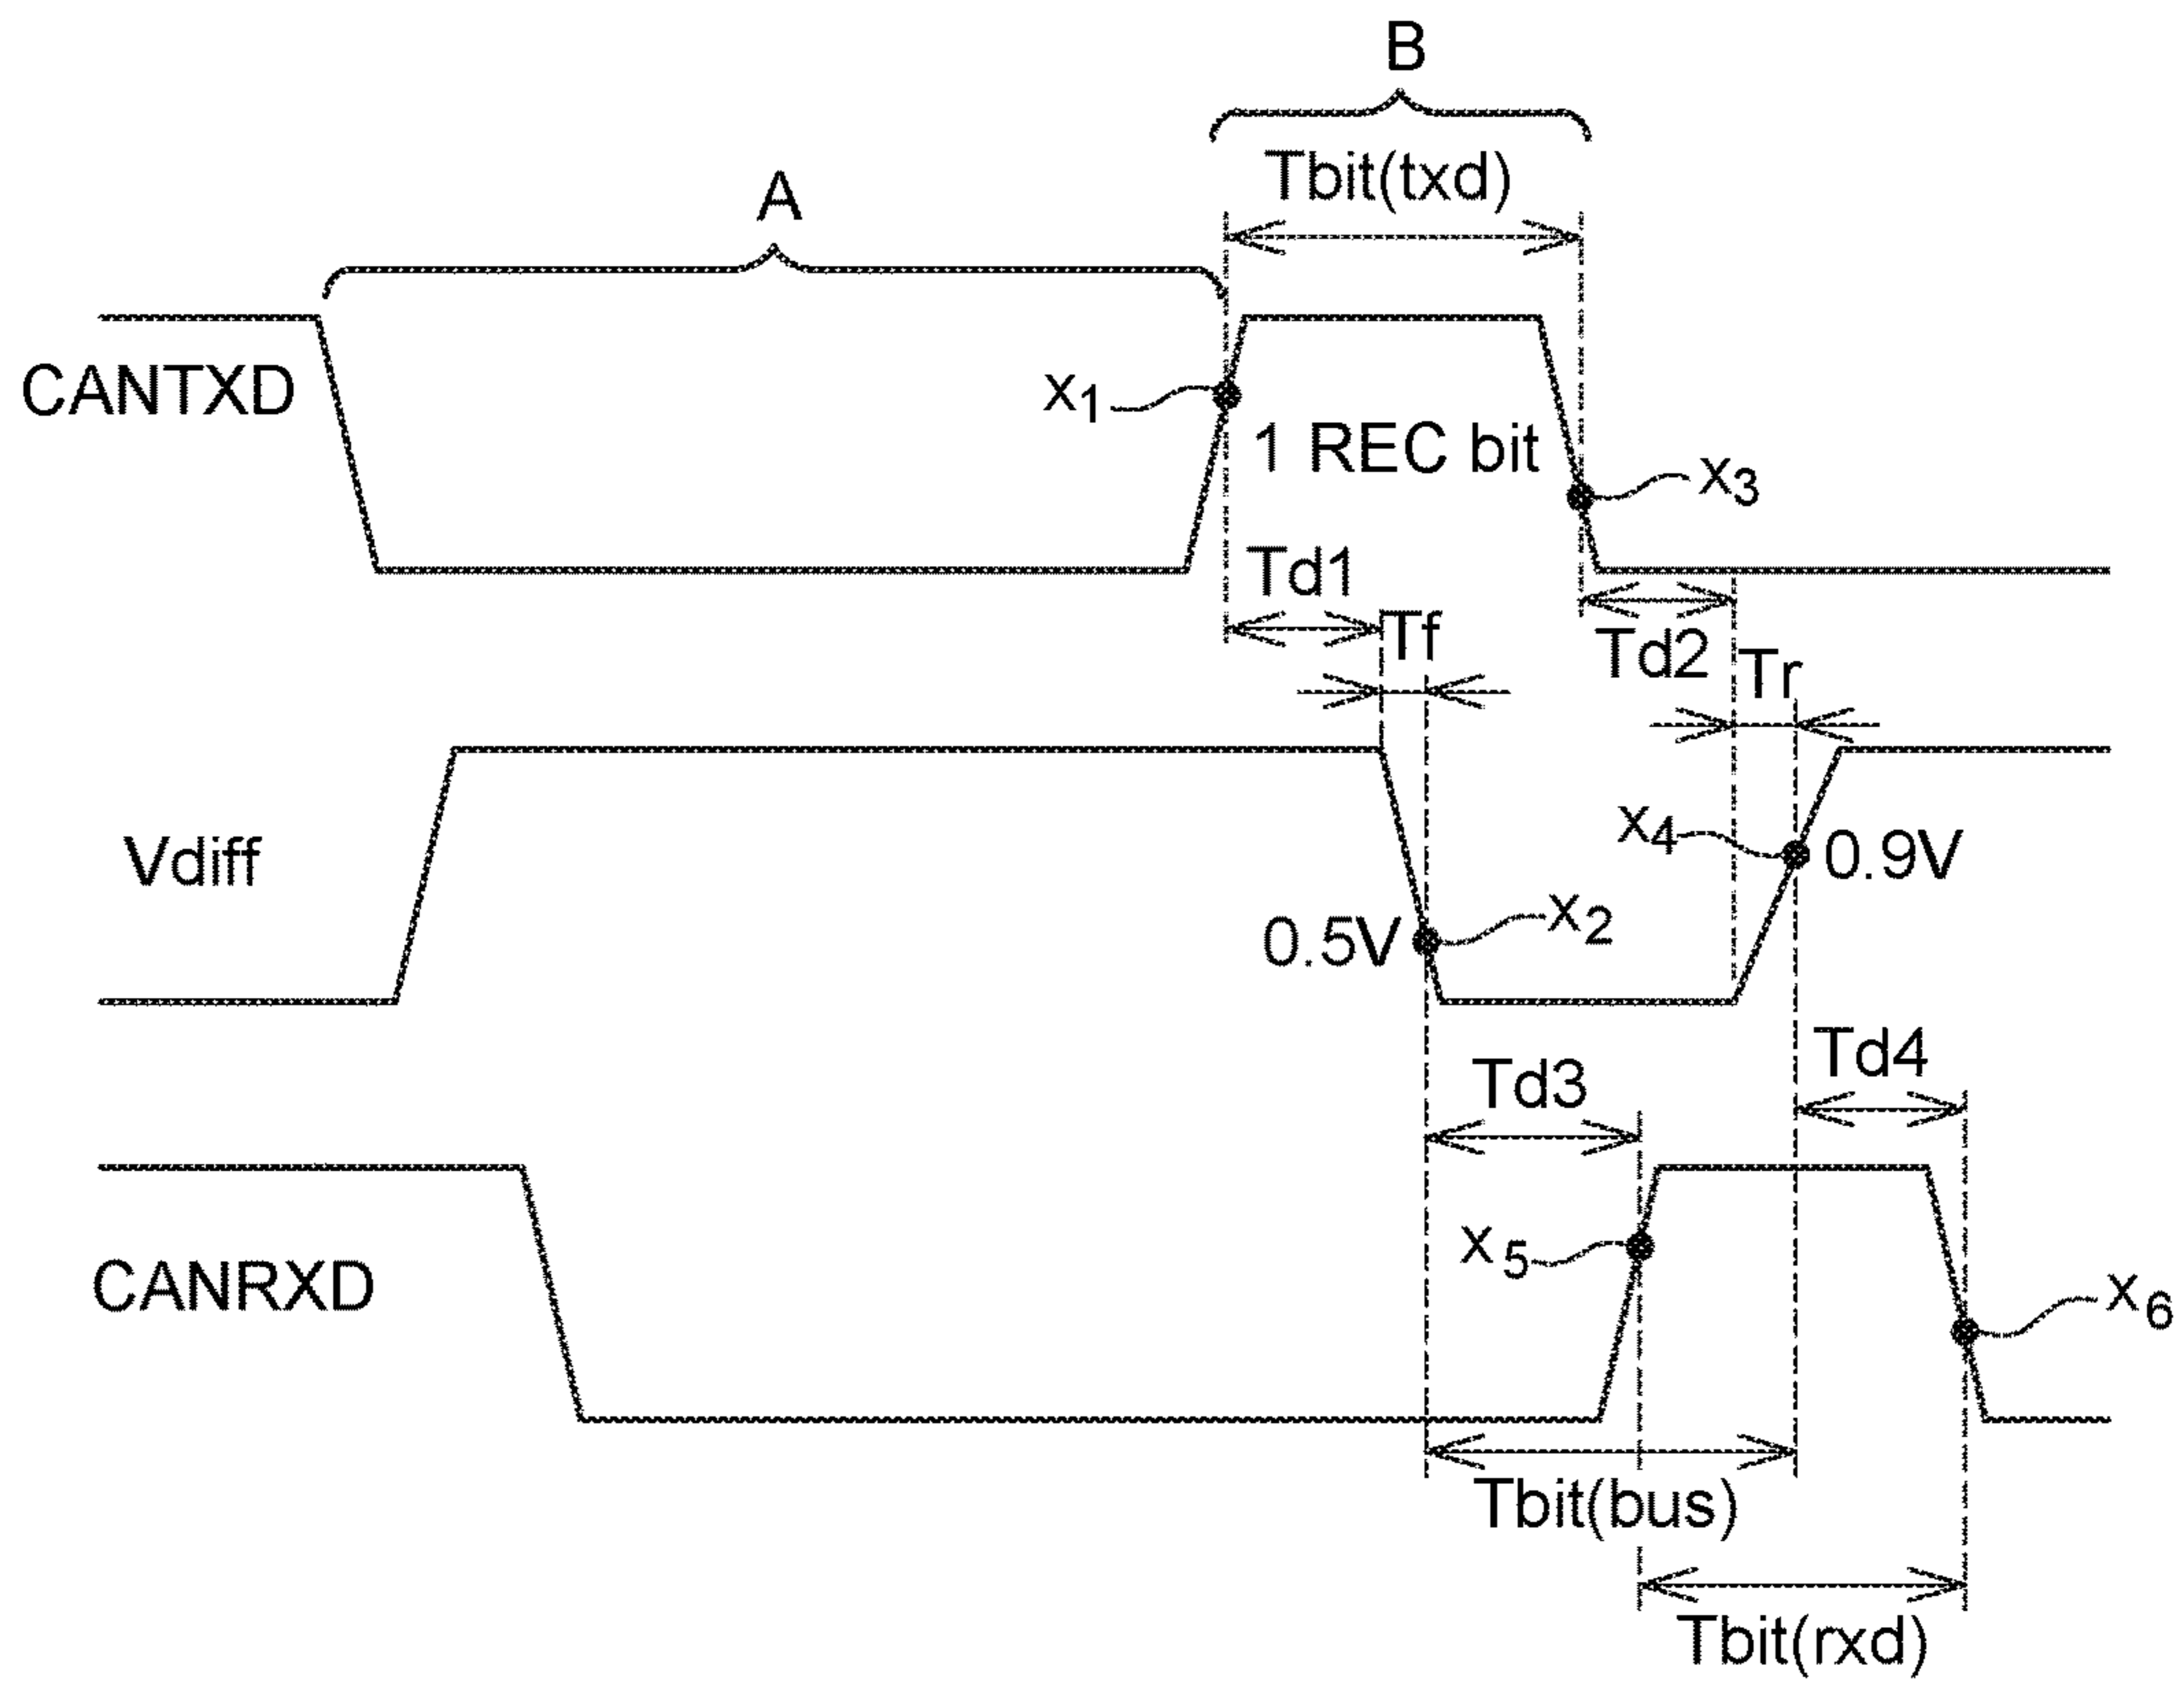 B
Tbit(txd)
A
CANTXD
x1
1 REC bit
x3
Td1
Tf
Td2
Tr
Vdiff
x4
0.9V
0.5V
x2
Td3
Td4
CANRXD
x5
x6
Tbit(bus)
Tbit(rxd)